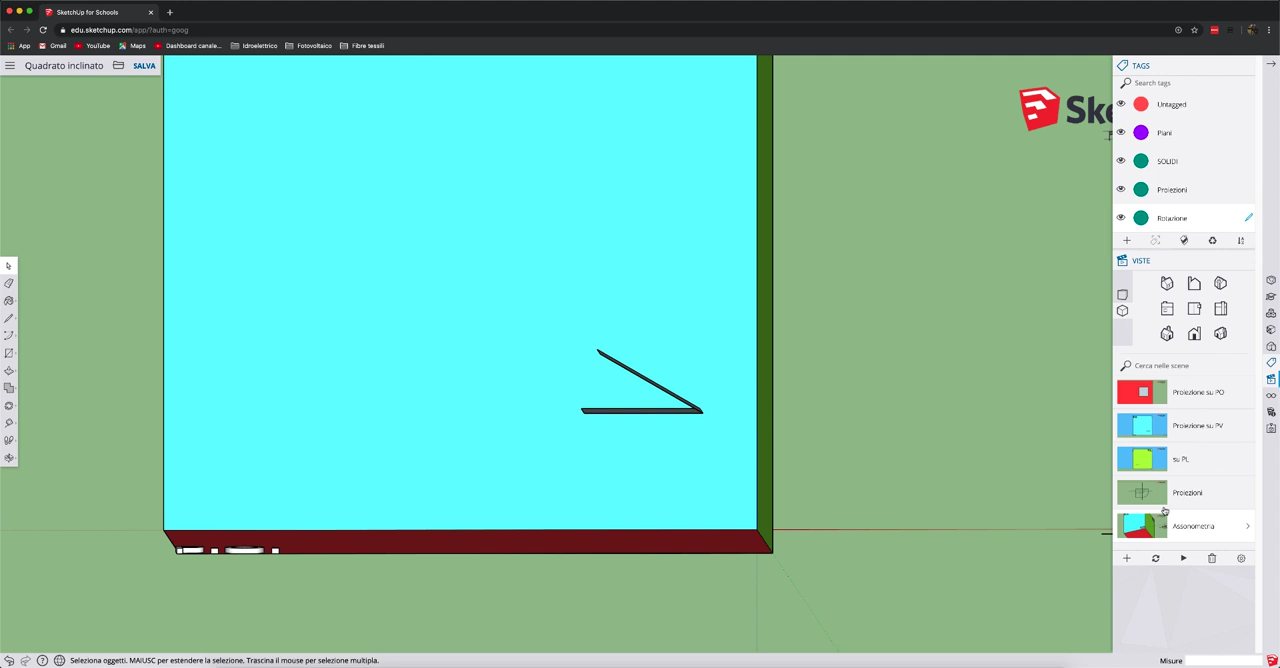 SketchUp for Schools
edu.sketchup.com/app/?auth=goog
App Gmail YouTube Maps Dashboard canale... Idroelettrico Fotovoltaico Fibre tessili
Quadrato inclinato SALVA
TAGS
Search tags
Ske
Untagged
Piani
SOLIDI
Proiezioni
Rotazione
VISTE
Cerca nelle scene
Proiezione su PO
Proiezione su PV
su PL
Proiezioni
Assonometria
Seleziona oggetti. MAIUSC per estendere la selezione. Trascina il mouse per selezione multipla.
Misure